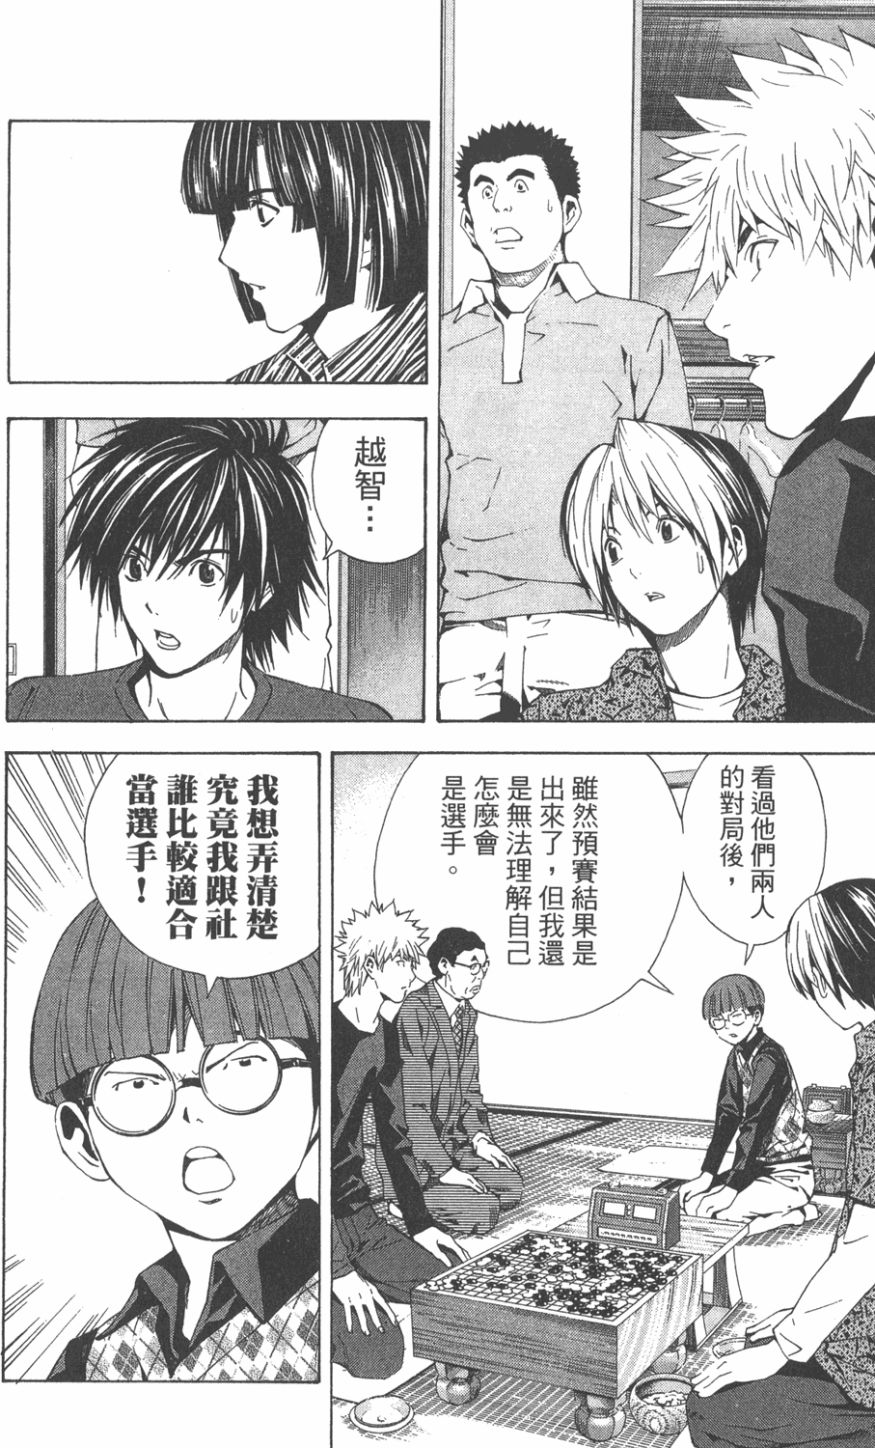 越智…
看過他們兩人
的對局後，
雖然預賽結果是
出來了，但我還
是無法理解自己
怎麼會
是選手。
我想弄清楚
究竟我跟社
誰比較適合
當選手！